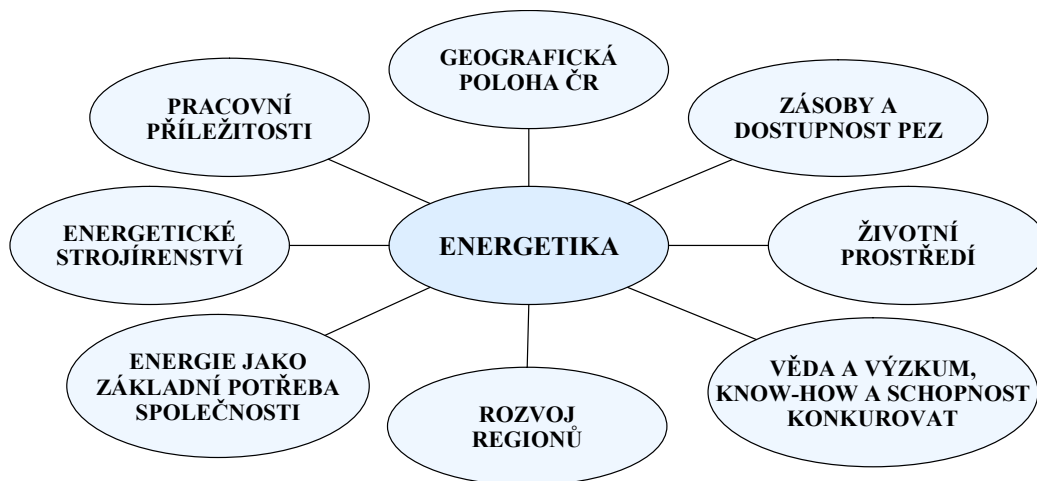 GEOGRAFICKÁ
POLOHA ČR
PRACOVNÍ
PŘÍLEŽITOSTI
ZÁSOBY A
DOSTUPNOST PEZ
ENERGETICKÉ
STROJÍRENSTVÍ
ENERGETIKA
ŽIVOTNÍ
PROSTŘEDÍ
ENERGIE JAKO
ZÁKLADNÍ POTŘEBA
SPOLEČNOSTI
ROZVOJ
REGIONŮ
VĚDA A VÝZKUM,
KNOW-HOW A SCHOPNOST
KONKUROVAT